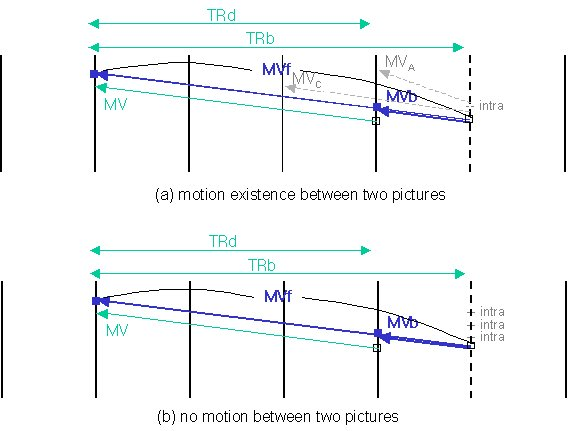 TRd
TRb
MVf
MVA
MVC
MV
MVb
intra
(a) motion existence between two pictures
TRd
TRb
MVf
intra
MVb
intra
MV
intra
(b) no motion between two pictures